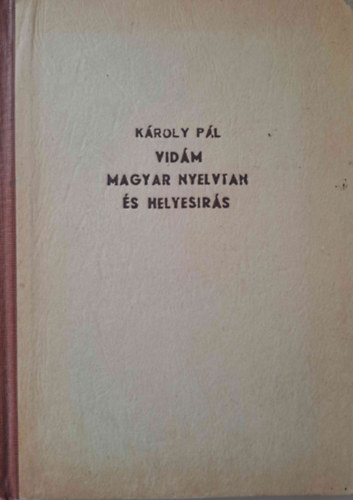 KÁROLY PÁL
VIDÁM
MAGYAR NYELVTAN
ÉS HELYESIRÁS